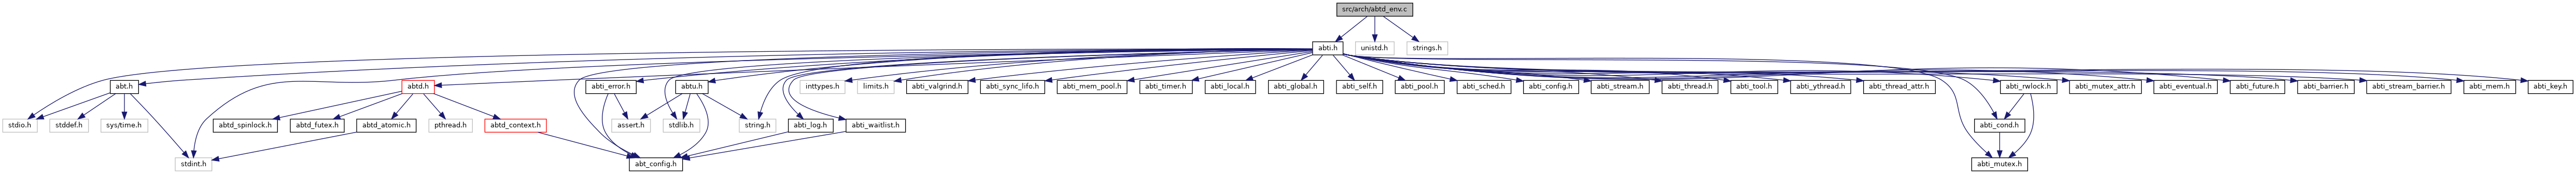 src/arch/abtd_env.c
abti.h
unistd.h
strings.h
abt.h
abtd.h
abti_error.h
abtu.h
inttypes.h
limits.h
abti_valgrind.h
abti_sync_lifo.h
abti_mem_pool.h
abti_timer.h
abti_local.h
abti_global.h
abti_self.h
abti_pool.h
abti_sched.h
abti_config.h
abti_stream.h
abti_thread.h
abti_tool.h
abti_ythread.h
abti_thread_attr.h
abti_rwlock.h
abti_mutex_attr.h
abti_eventual.h
abti_future.h
abti_barrier.h
abti_stream_barrier.h
abti_mem.h
abti_key.h
stdio.h
stddef.h
sys/time.h
abtd_spinlock.h
abtd_futex.h
abtd_atomic.h
pthread.h
abtd_context.h
assert.h
stdlib.h
string.h
abti_log.h
abti_waitlist.h
abti_cond.h
stdint.h
abt_config.h
abti_mutex.h